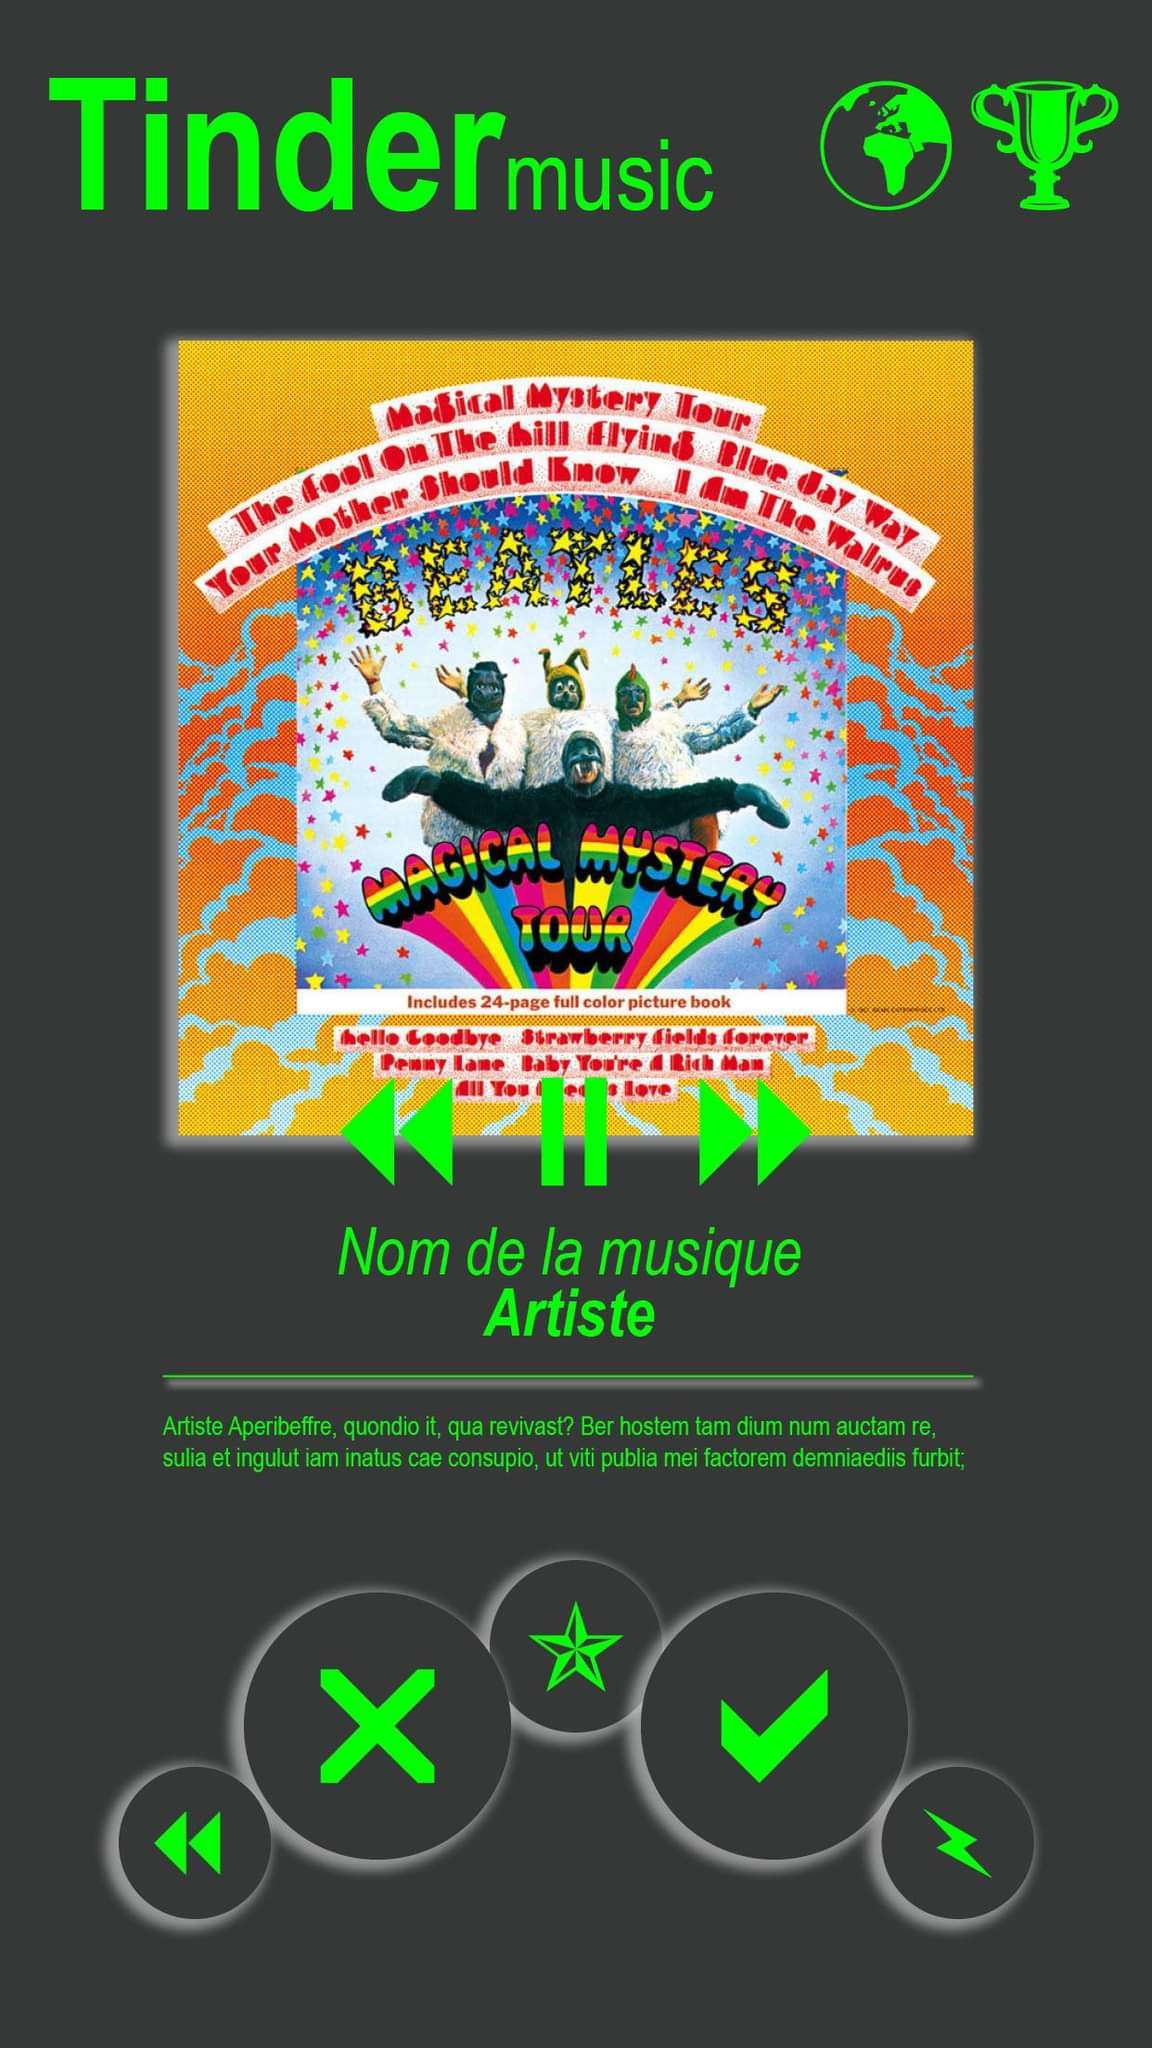 Tinder music
Magical Mystery Tour
The Fool On The Hill Flying Blue Jay Way
Your Mother Should Know I Am The Walrus
BEATLES
MAGICAL MYSTERY
TOUR
Includes 24-page full color picture book
Hello Goodbye Strawberry Fields Forever
Penny Lane Baby You're A Rich Man
All You Need Is Love
Nom de la musique
Artiste
Artiste Aperibeffre, quondio it, qua revivast? Ber hostem tam dium num auctam re,
sulia et ingulut iam inatus cae consupio, ut viti publia mei factorem demniaediis furbit;